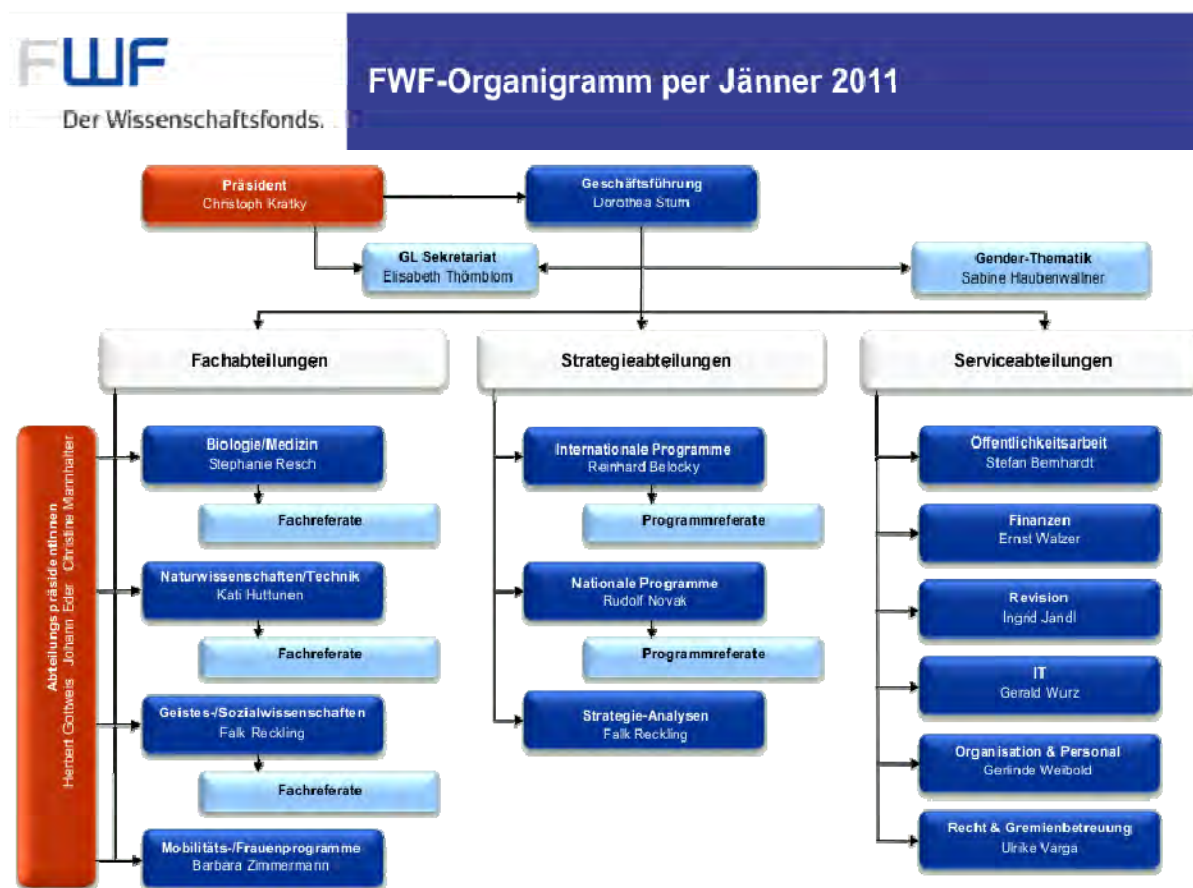 FWF
Der Wissenschaftsfonds.
FWF-Organigramm per Jänner 2011
Präsident
Christoph Kratky
Geschäftsführung
Dorothea Sturn
GL Sekretariat
Elisabeth Thörnblom
Gender-Thematik
Sabine Haubenwallner
Fachabteilungen
Strategieabteilungen
Serviceabteilungen
Abteilungspräsidentinnen
Herbert Gottweis Johann Eder Christine Mannhalter
Biologie/Medizin
Stephanie Resch
Fachreferate
Naturwissenschaften/Technik
Kati Huttunen
Fachreferate
Geistes-/Sozialwissenschaften
Falk Reckling
Fachreferate
Mobilitäts-/Frauenprogramme
Barbara Zimmermann
Internationale Programme
Reinhard Belocky
Programmreferate
Nationale Programme
Rudolf Novak
Programmreferate
Strategie-Analysen
Falk Reckling
Öffentlichkeitsarbeit
Stefan Bernhardt
Finanzen
Ernst Walzer
Revision
Ingrid Jandl
IT
Gerald Wurz
Organisation & Personal
Gerlinde Weibold
Recht & Gremienbetreuung
Ulrike Varga